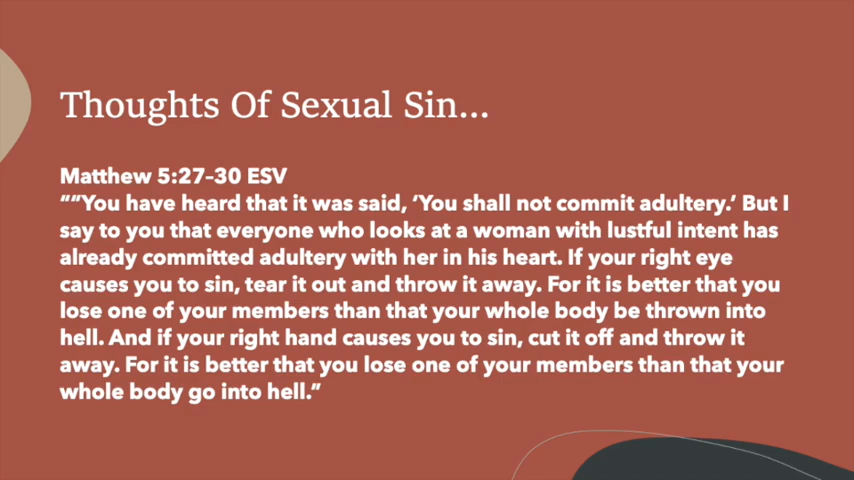 Thoughts Of Sexual Sin...
Matthew 5:27–30 ESV
““You have heard that it was said, ‘You shall not commit adultery.’ But I
say to you that everyone who looks at a woman with lustful intent has
already committed adultery with her in his heart. If your right eye
causes you to sin, tear it out and throw it away. For it is better that you
lose one of your members than that your whole body be thrown into
hell. And if your right hand causes you to sin, cut it off and throw it
away. For it is better that you lose one of your members than that your
whole body go into hell.”